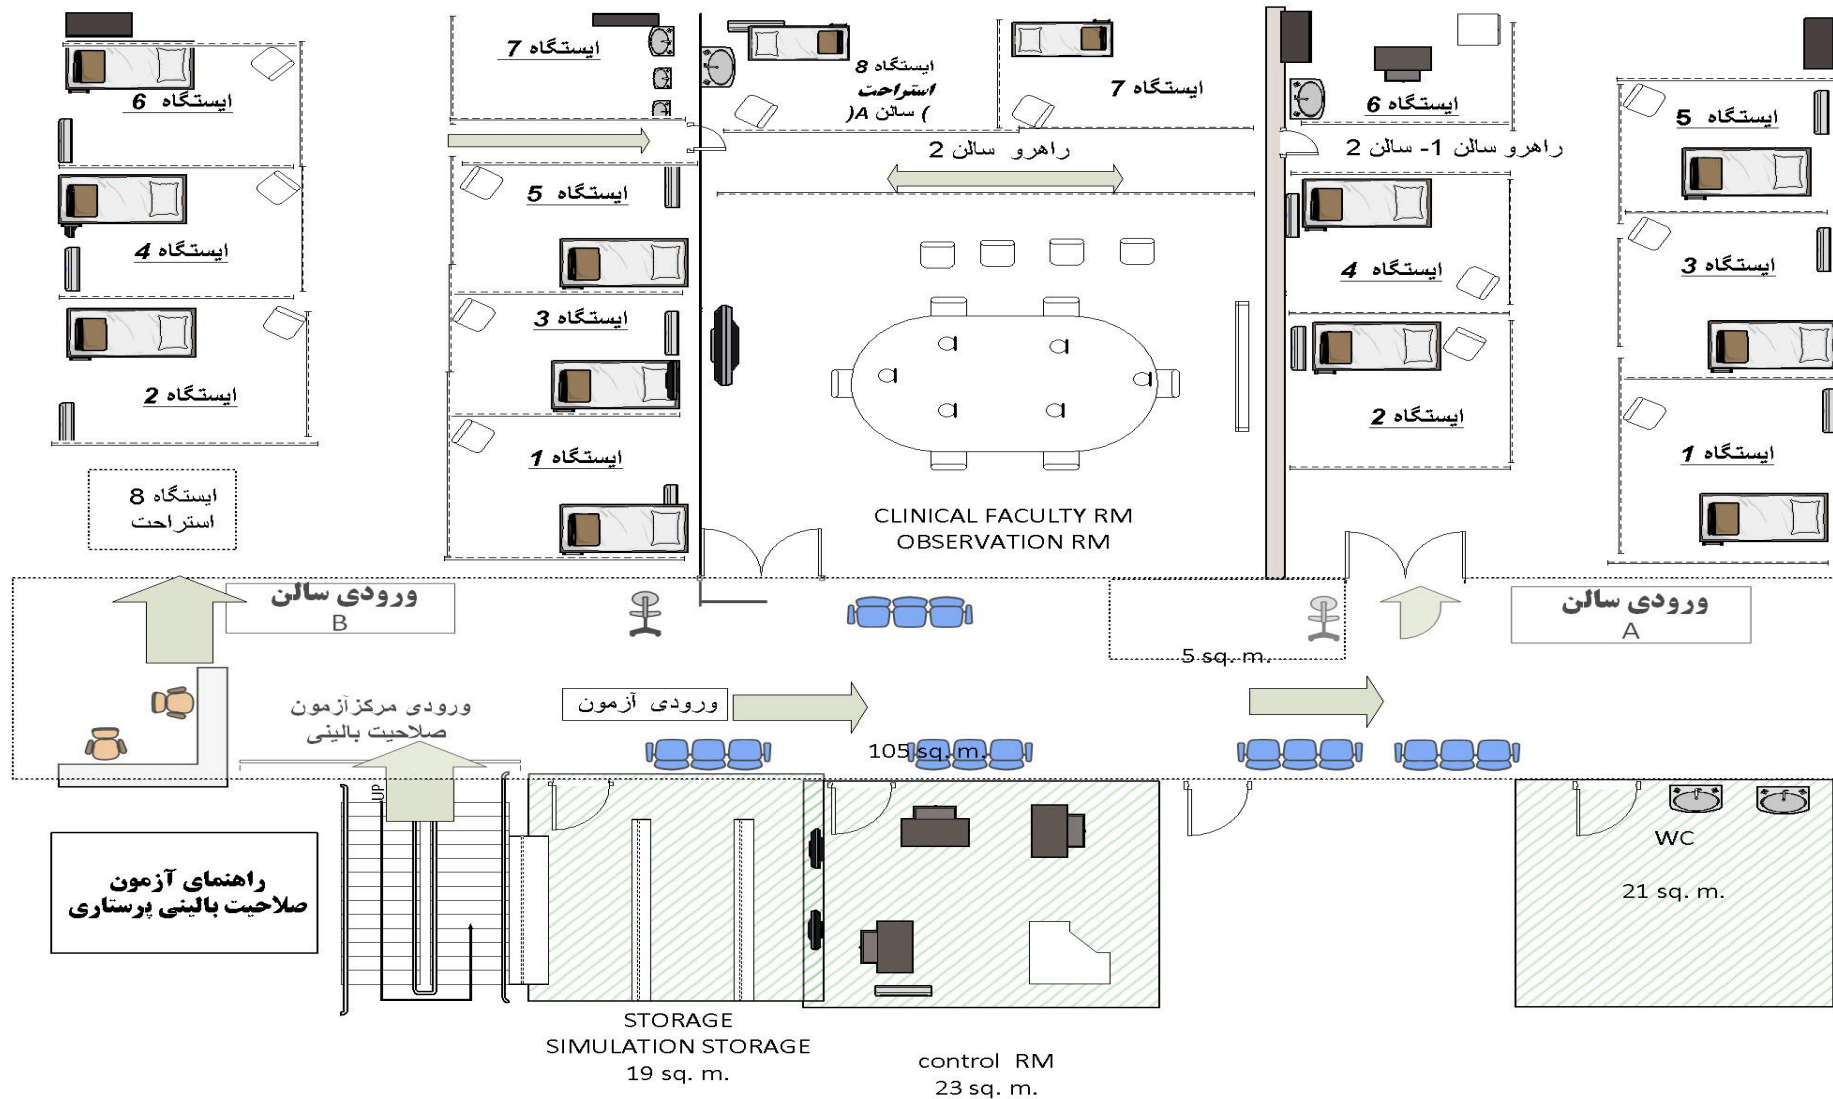 ایستگاه 6
ایستگاه 4
ایستگاه 2
ایستگاه 8
استراحت
ایستگاه 7
ایستگاه 5
ایستگاه 3
ایستگاه 1
ایستگاه 8
استراحت
) سالن A(
ایستگاه 7
راهرو سالن 2
CLINICAL FACULTY RM
OBSERVATION RM
ایستگاه 6
راهرو سالن 1- سالن 2
ایستگاه 4
ایستگاه 2
ایستگاه 5
ایستگاه 3
ایستگاه 1
ورودی سالن
B
ورودی سالن
A
5 sq. m.
ورودی مرکزآزمون
صلاحیت بالینی
ورودی آزمون
105 sq. m.
UP
راهنمای آزمون
صلاحیت بالینی پرستاری
STORAGE
SIMULATION STORAGE
19 sq. m.
control RM
23 sq. m.
WC
21 sq. m.